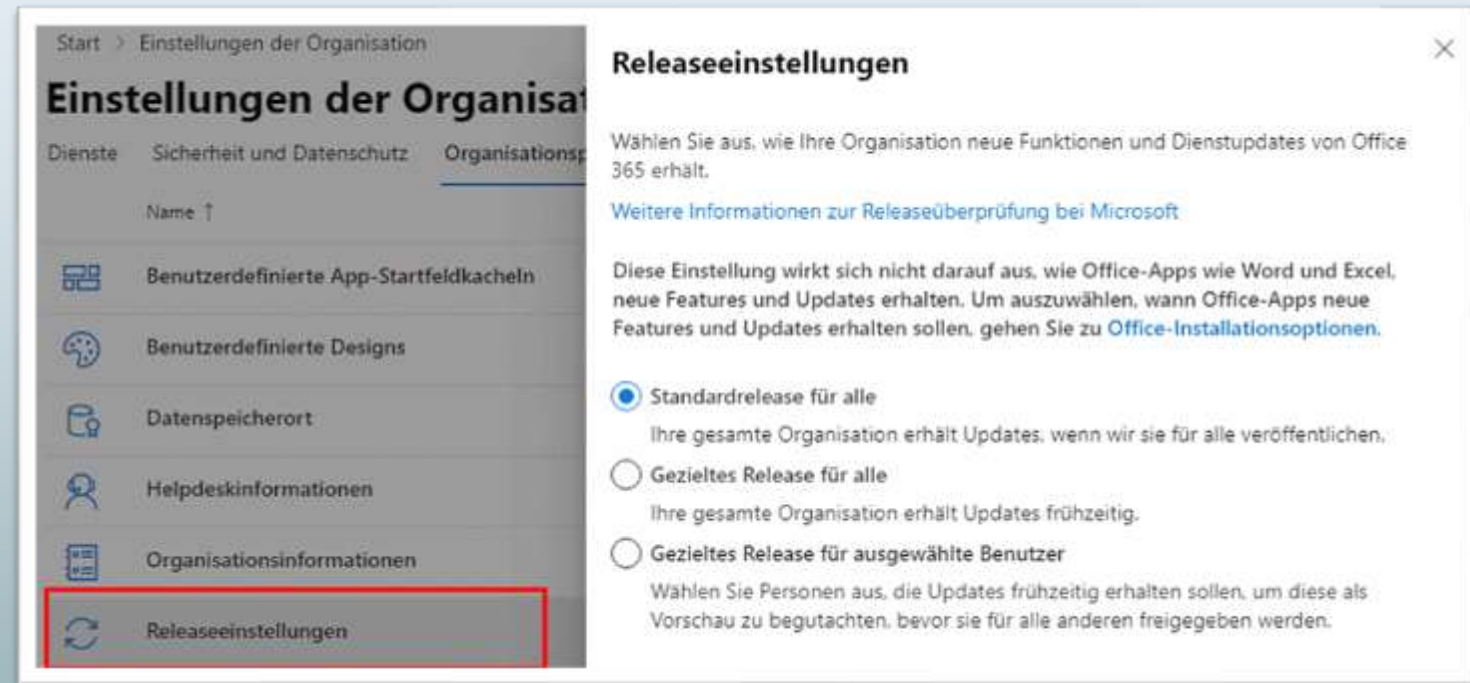 Start > Einstellungen der Organisation
Einstellungen der Organisa
Dienste Sicherheit und Datenschutz Organisationsp
Name ↑
Benutzerdefinierte App-Startfeldkacheln
Benutzerdefinierte Designs
Datenspeicherort
Helpdeskinformationen
Organisationsinformationen
Releaseeinstellungen
Releaseeinstellungen
Wählen Sie aus, wie Ihre Organisation neue Funktionen und Dienstupdates von Office
365 erhält.
Weitere Informationen zur Releaseüberprüfung bei Microsoft
Diese Einstellung wirkt sich nicht darauf aus, wie Office-Apps wie Word und Excel,
neue Features und Updates erhalten. Um auszuwählen, wann Office-Apps neue
Features und Updates erhalten sollen, gehen Sie zu Office-Installationsoptionen.
Standardrelease für alle
Ihre gesamte Organisation erhält Updates, wenn wir sie für alle veröffentlichen.
Gezieltes Release für alle
Ihre gesamte Organisation erhält Updates frühzeitig.
Gezieltes Release für ausgewählte Benutzer
Wählen Sie Personen aus, die Updates frühzeitig erhalten sollen, um diese als
Vorschau zu begutachten, bevor sie für alle anderen freigegeben werden.